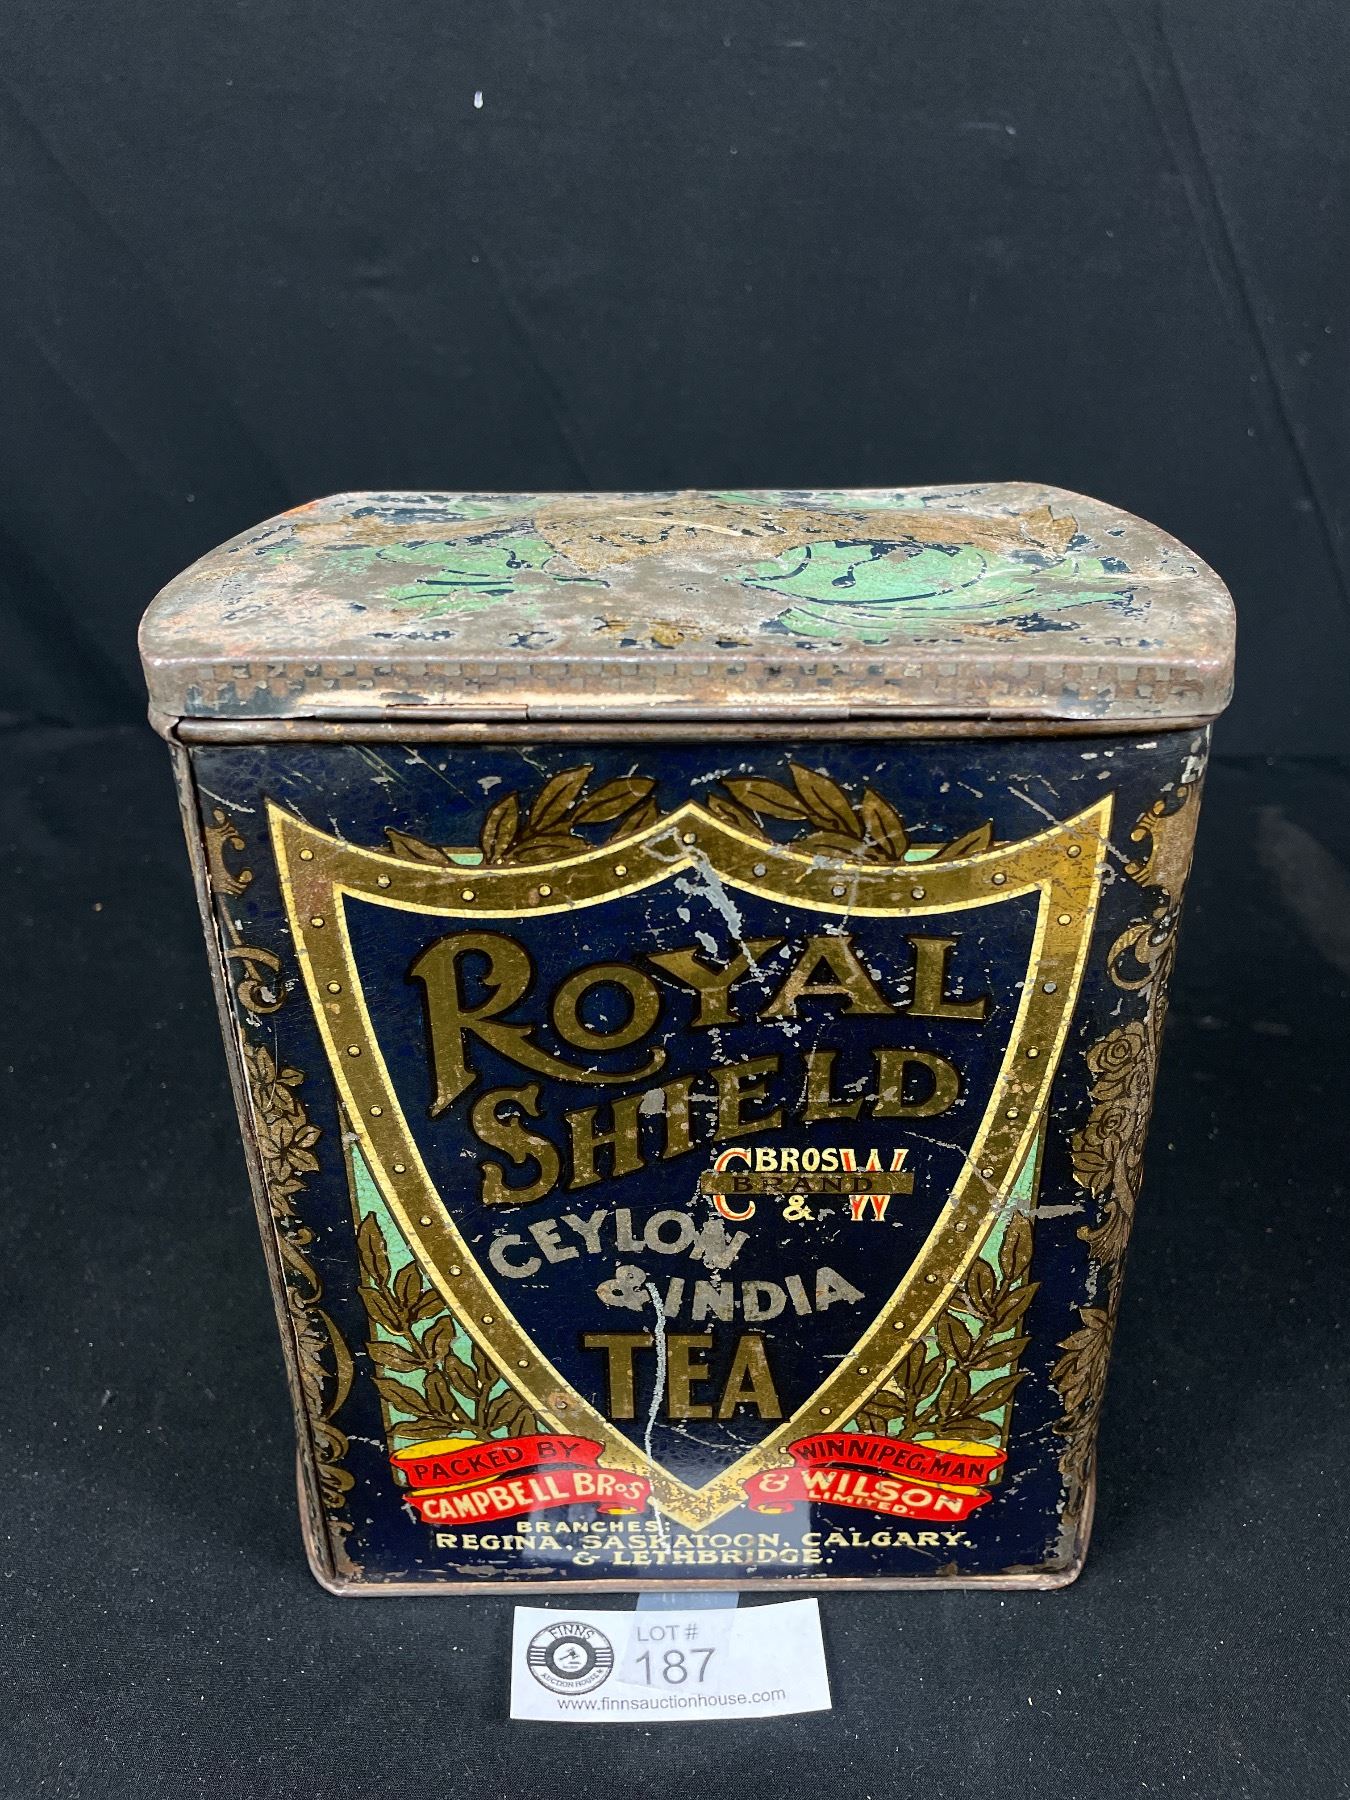 ROYAL
SHIELD
C BROS W
BRAND
&
CEYLON
& INDIA
TEA
PACKED BY
CAMPBELL BROS
WINNIPEG, MAN
& WILSON
LIMITED.
BRANCHES:
REGINA, SASKATOON, CALGARY,
& LETHBRIDGE.
FINNS
AUCTION HOUSE
LOT #
187
www.finnsauctionhouse.com